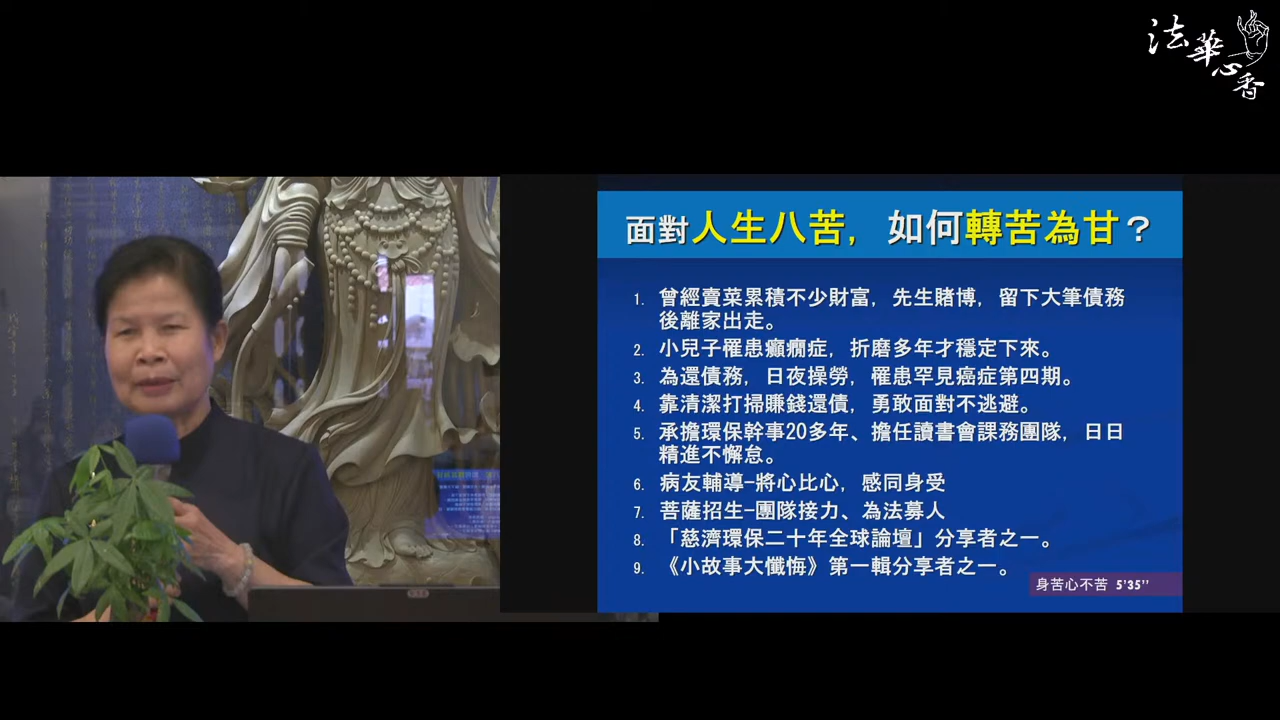 法華心香
面對人生八苦，如何轉苦為甘？
1. 曾經賣菜累積不少財富，先生賭博，留下大筆債務
後離家出走。
2. 小兒子罹患癲癇症，折磨多年才穩定下來。
3. 為還債務，日夜操勞，罹患罕見癌症第四期。
4. 靠清潔打掃賺錢還債，勇敢面對不逃避。
5. 承擔環保幹事20多年、擔任讀書會課務團隊，日日
精進不懈怠。
6. 病友輔導-將心比心，感同身受
7. 菩薩招生-團隊接力、為法募人
8. 「慈濟環保二十年全球論壇」分享者之一。
9. 《小故事大懺悔》第一輯分享者之一。
身苦心不苦 5'35''